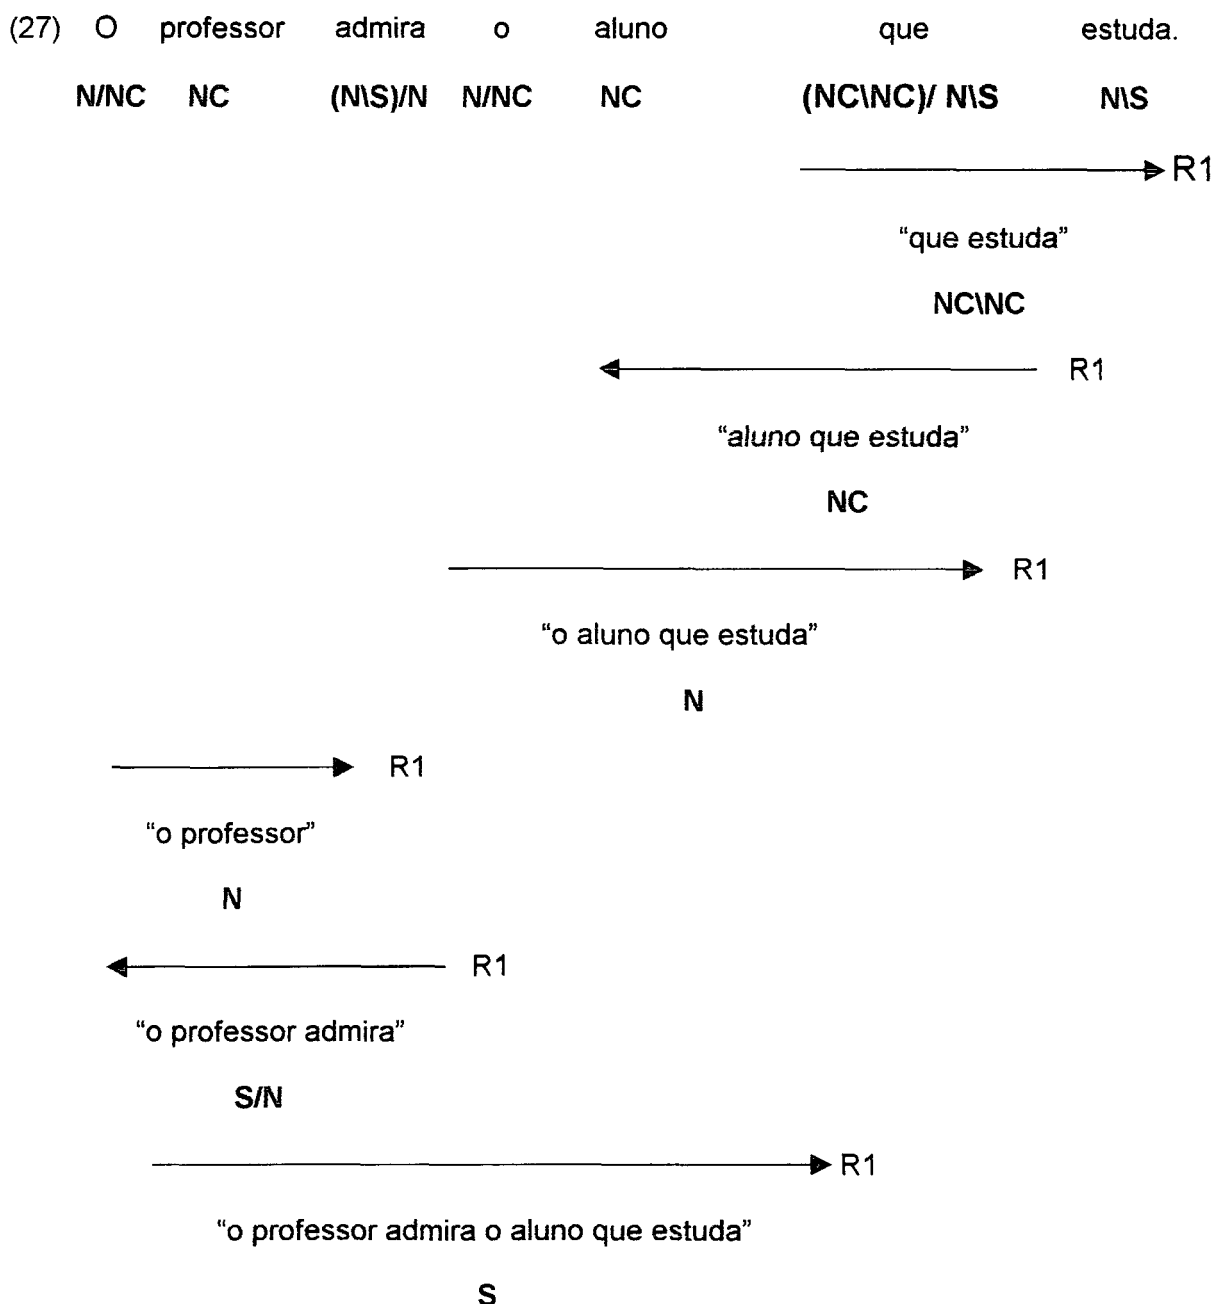 (27) O professor admira o aluno que estuda.
N/NC NC (N\S)/N N/NC NC (NC\NC)/ N\S N\S
R1
“que estuda”
NC\NC
R1
“aluno que estuda”
NC
R1
“o aluno que estuda”
N
R1
“o professor”
N
R1
“o professor admira”
S/N
R1
“o professor admira o aluno que estuda”
S